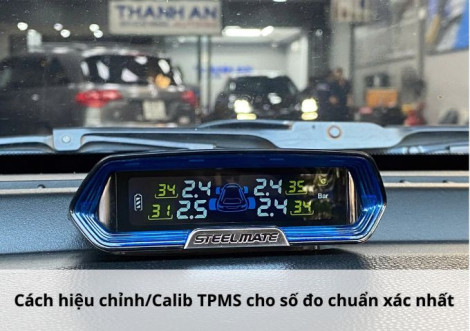 THANH AN
34 2.4 2.4 35
Bar
31 2.5 2.4 34
STEELMATE
Cách hiệu chỉnh/Calib TPMS cho số đo chuẩn xác nhất